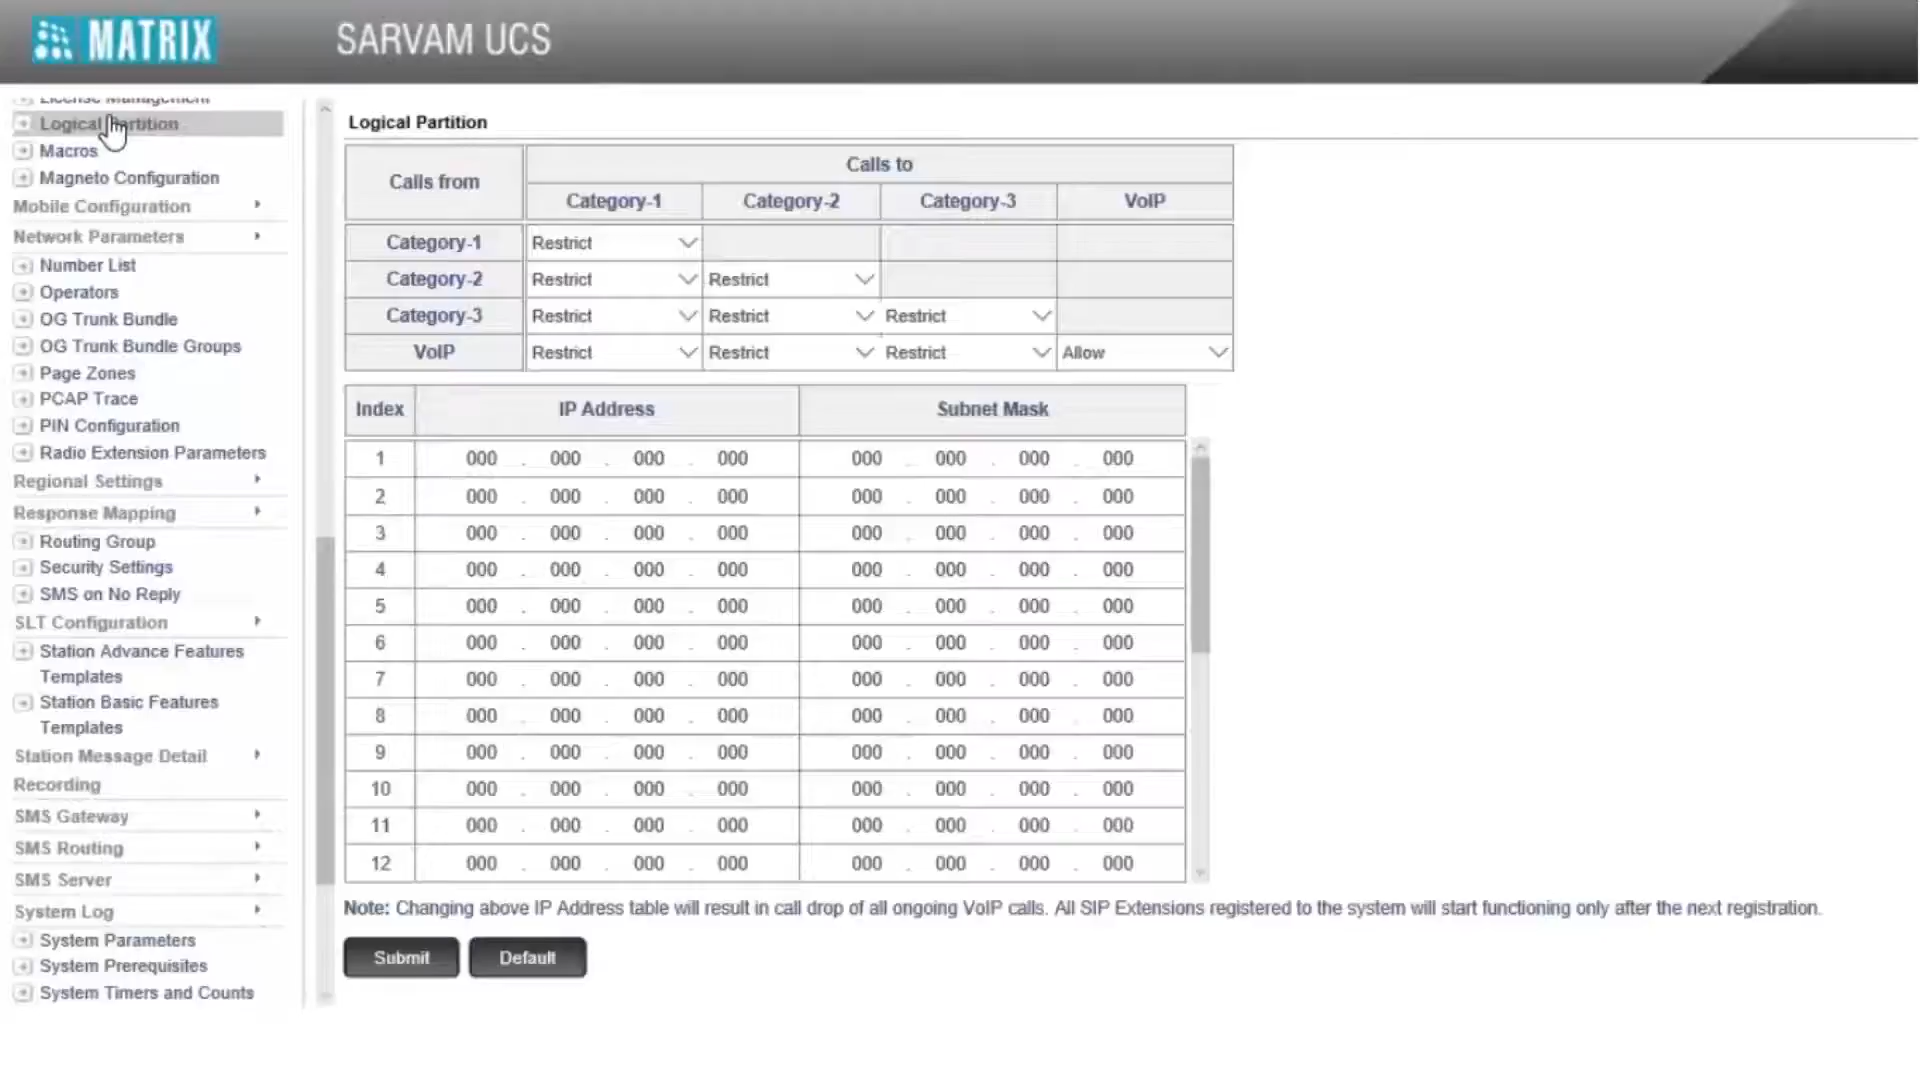 MATRIX
SARVAM UCS
License Management
Logical Partition
Macros
Magneto Configuration
Mobile Configuration
Network Parameters
Number List
Operators
OG Trunk Bundle
OG Trunk Bundle Groups
Page Zones
PCAP Trace
PIN Configuration
Radio Extension Parameters
Regional Settings
Response Mapping
Routing Group
Security Settings
SMS on No Reply
SLT Configuration
Station Advance Features
Templates
Station Basic Features
Templates
Station Message Detail
Recording
SMS Gateway
SMS Routing
SMS Server
System Log
System Parameters
System Prerequisites
System Timers and Counts
Logical Partition
Calls from Calls to
Category-1 Category-2 Category-3 VoIP
Category-1 Restrict
Category-2 Restrict Restrict
Category-3 Restrict Restrict Restrict
VoIP Restrict Restrict Restrict Allow
Index IP Address Subnet Mask
1 000 . 000 . 000 . 000 000 . 000 . 000 . 000
2 000 . 000 . 000 . 000 000 . 000 . 000 . 000
3 000 . 000 . 000 . 000 000 . 000 . 000 . 000
4 000 . 000 . 000 . 000 000 . 000 . 000 . 000
5 000 . 000 . 000 . 000 000 . 000 . 000 . 000
6 000 . 000 . 000 . 000 000 . 000 . 000 . 000
7 000 . 000 . 000 . 000 000 . 000 . 000 . 000
8 000 . 000 . 000 . 000 000 . 000 . 000 . 000
9 000 . 000 . 000 . 000 000 . 000 . 000 . 000
10 000 . 000 . 000 . 000 000 . 000 . 000 . 000
11 000 . 000 . 000 . 000 000 . 000 . 000 . 000
12 000 . 000 . 000 . 000 000 . 000 . 000 . 000
Note: Changing above IP Address table will result in call drop of all ongoing VoIP calls. All SIP Extensions registered to the system will start functioning only after the next registration.
Submit Default